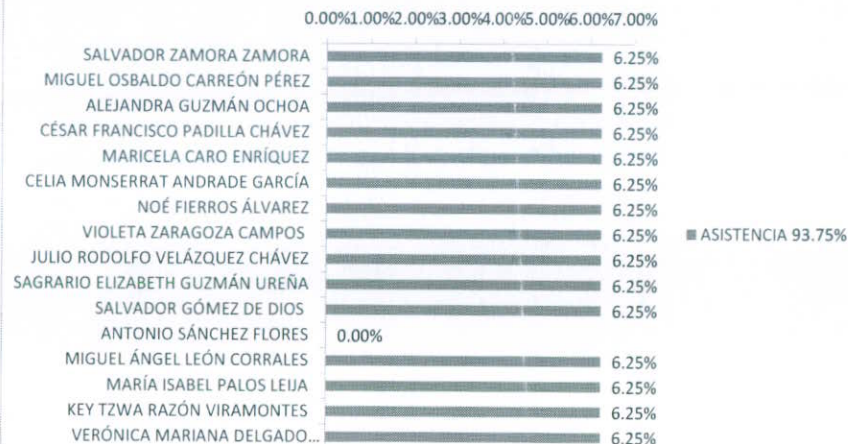 0.00%1.00%2.00%3.00%4.00%5.00%6.00%7.00%
SALVADOR ZAMORA ZAMORA 6.25%
MIGUEL OSBALDO CARREÓN PÉREZ 6.25%
ALEJANDRA GUZMÁN OCHOA 6.25%
CÉSAR FRANCISCO PADILLA CHÁVEZ 6.25%
MARICELA CARO ENRÍQUEZ 6.25%
CELIA MONSERRAT ANDRADE GARCÍA 6.25%
NOÉ FIERROS ÁLVAREZ 6.25%
VIOLETA ZARAGOZA CAMPOS 6.25%
ASISTENCIA 93.75%
JULIO RODOLFO VELÁZQUEZ CHÁVEZ 6.25%
SAGRARIO ELIZABETH GUZMÁN UREÑA 6.25%
SALVADOR GÓMEZ DE DIOS 6.25%
ANTONIO SÁNCHEZ FLORES 0.00%
MIGUEL ÁNGEL LEÓN CORRALES 6.25%
MARÍA ISABEL PALOS LEIJA 6.25%
KEY TZWA RAZÓN VIRAMONTES 6.25%
VERÓNICA MARIANA DELGADO... 6.25%